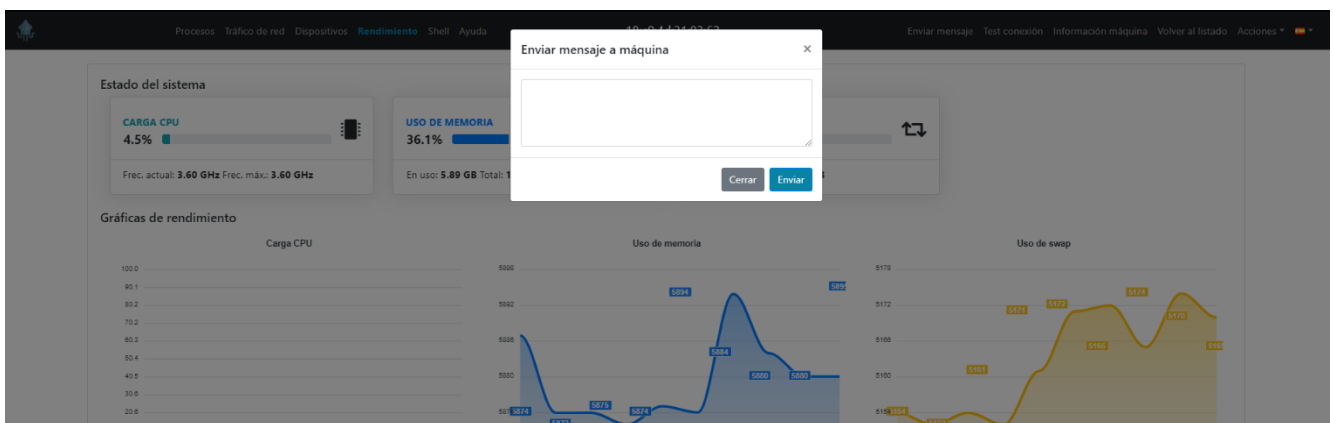 Procesos Tráfico de red Dispositivos Rendimiento Shell Ayuda
Enviar mensaje Test conexión Información máquina Volver al listado Acciones
Enviar mensaje a máquina ×
Cerrar Enviar
Estado del sistema
CARGA CPU
4.5%
Frec. actual: 3.60 GHz Frec. máx.: 3.60 GHz
USO DE MEMORIA
36.1%
En uso: 5.89 GB Total:
Gráficas de rendimiento
Carga CPU
100.0
90.1
80.2
70.2
60.3
50.4
40.5
30.6
20.6
Uso de memoria
5892
5880
5894
5884
5880
5880
5875
5874
5874
Uso de swap
5172
5166
5160
5171
5172
5174
5170
5165